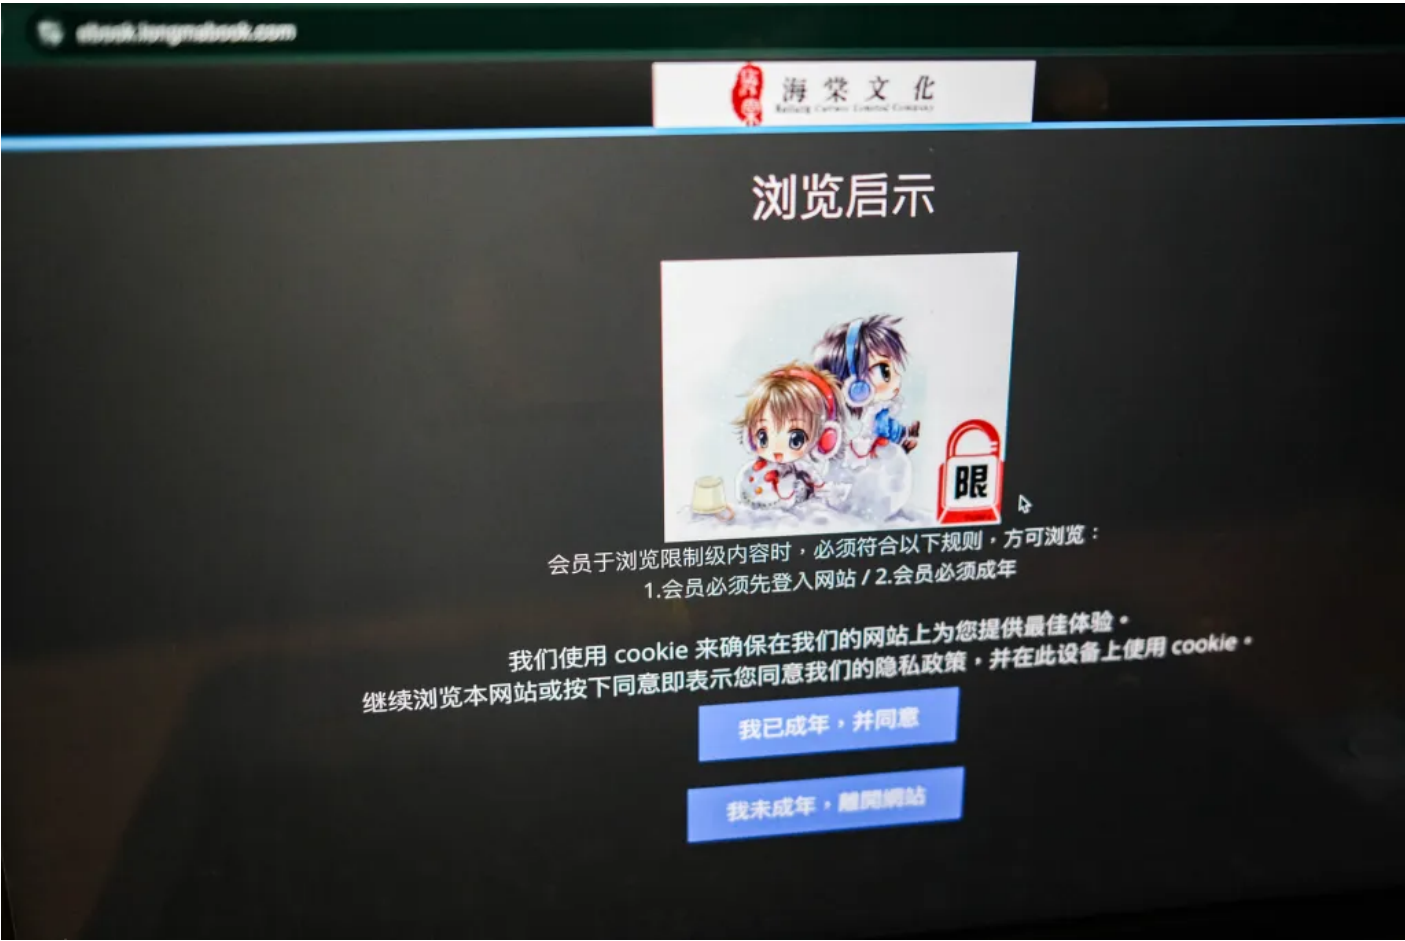 ebook.longmabook.com
海棠文化
浏览启示
限
会员于浏览限制级内容时，必须符合以下规则，方可浏览：
1.会员必须先登入网站 / 2.会员必须成年
我们使用 cookie 来确保在我们的网站上为您提供最佳体验。
继续浏览本网站或按下同意即表示您同意我们的隐私政策，并在此设备上使用 cookie。
我已成年，并同意
我未成年，離開網站